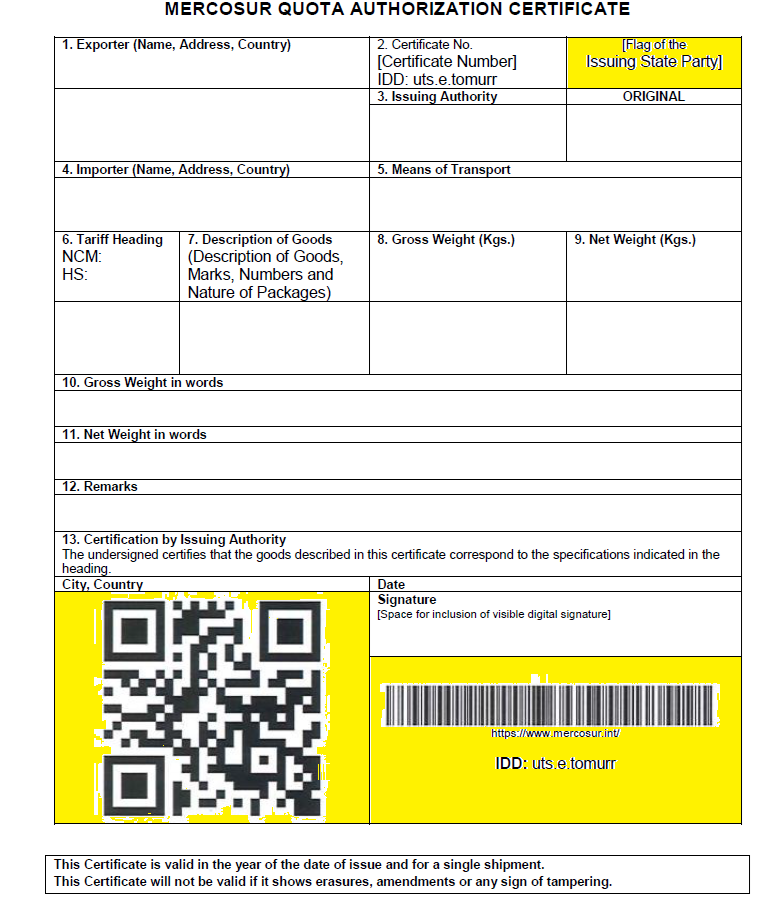 MERCOSUR QUOTA AUTHORIZATION CERTIFICATE
1. Exporter (Name, Address, Country)
2. Certificate No.
[Certificate Number]
IDD: uts.e.tomurr
[Flag of the
Issuing State Party]
3. Issuing Authority
ORIGINAL
4. Importer (Name, Address, Country)
5. Means of Transport
6. Tariff Heading
NCM:
HS:
7. Description of Goods
(Description of Goods,
Marks, Numbers and
Nature of Packages)
8. Gross Weight (Kgs.)
9. Net Weight (Kgs.)
10. Gross Weight in words
11. Net Weight in words
12. Remarks
13. Certification by Issuing Authority
The undersigned certifies that the goods described in this certificate correspond to the specifications indicated in the
heading.
City, Country
Date
Signature
[Space for inclusion of visible digital signature]
https://www.mercosur.int/
IDD: uts.e.tomurr
This Certificate is valid in the year of the date of issue and for a single shipment.
This Certificate will not be valid if it shows erasures, amendments or any sign of tampering.